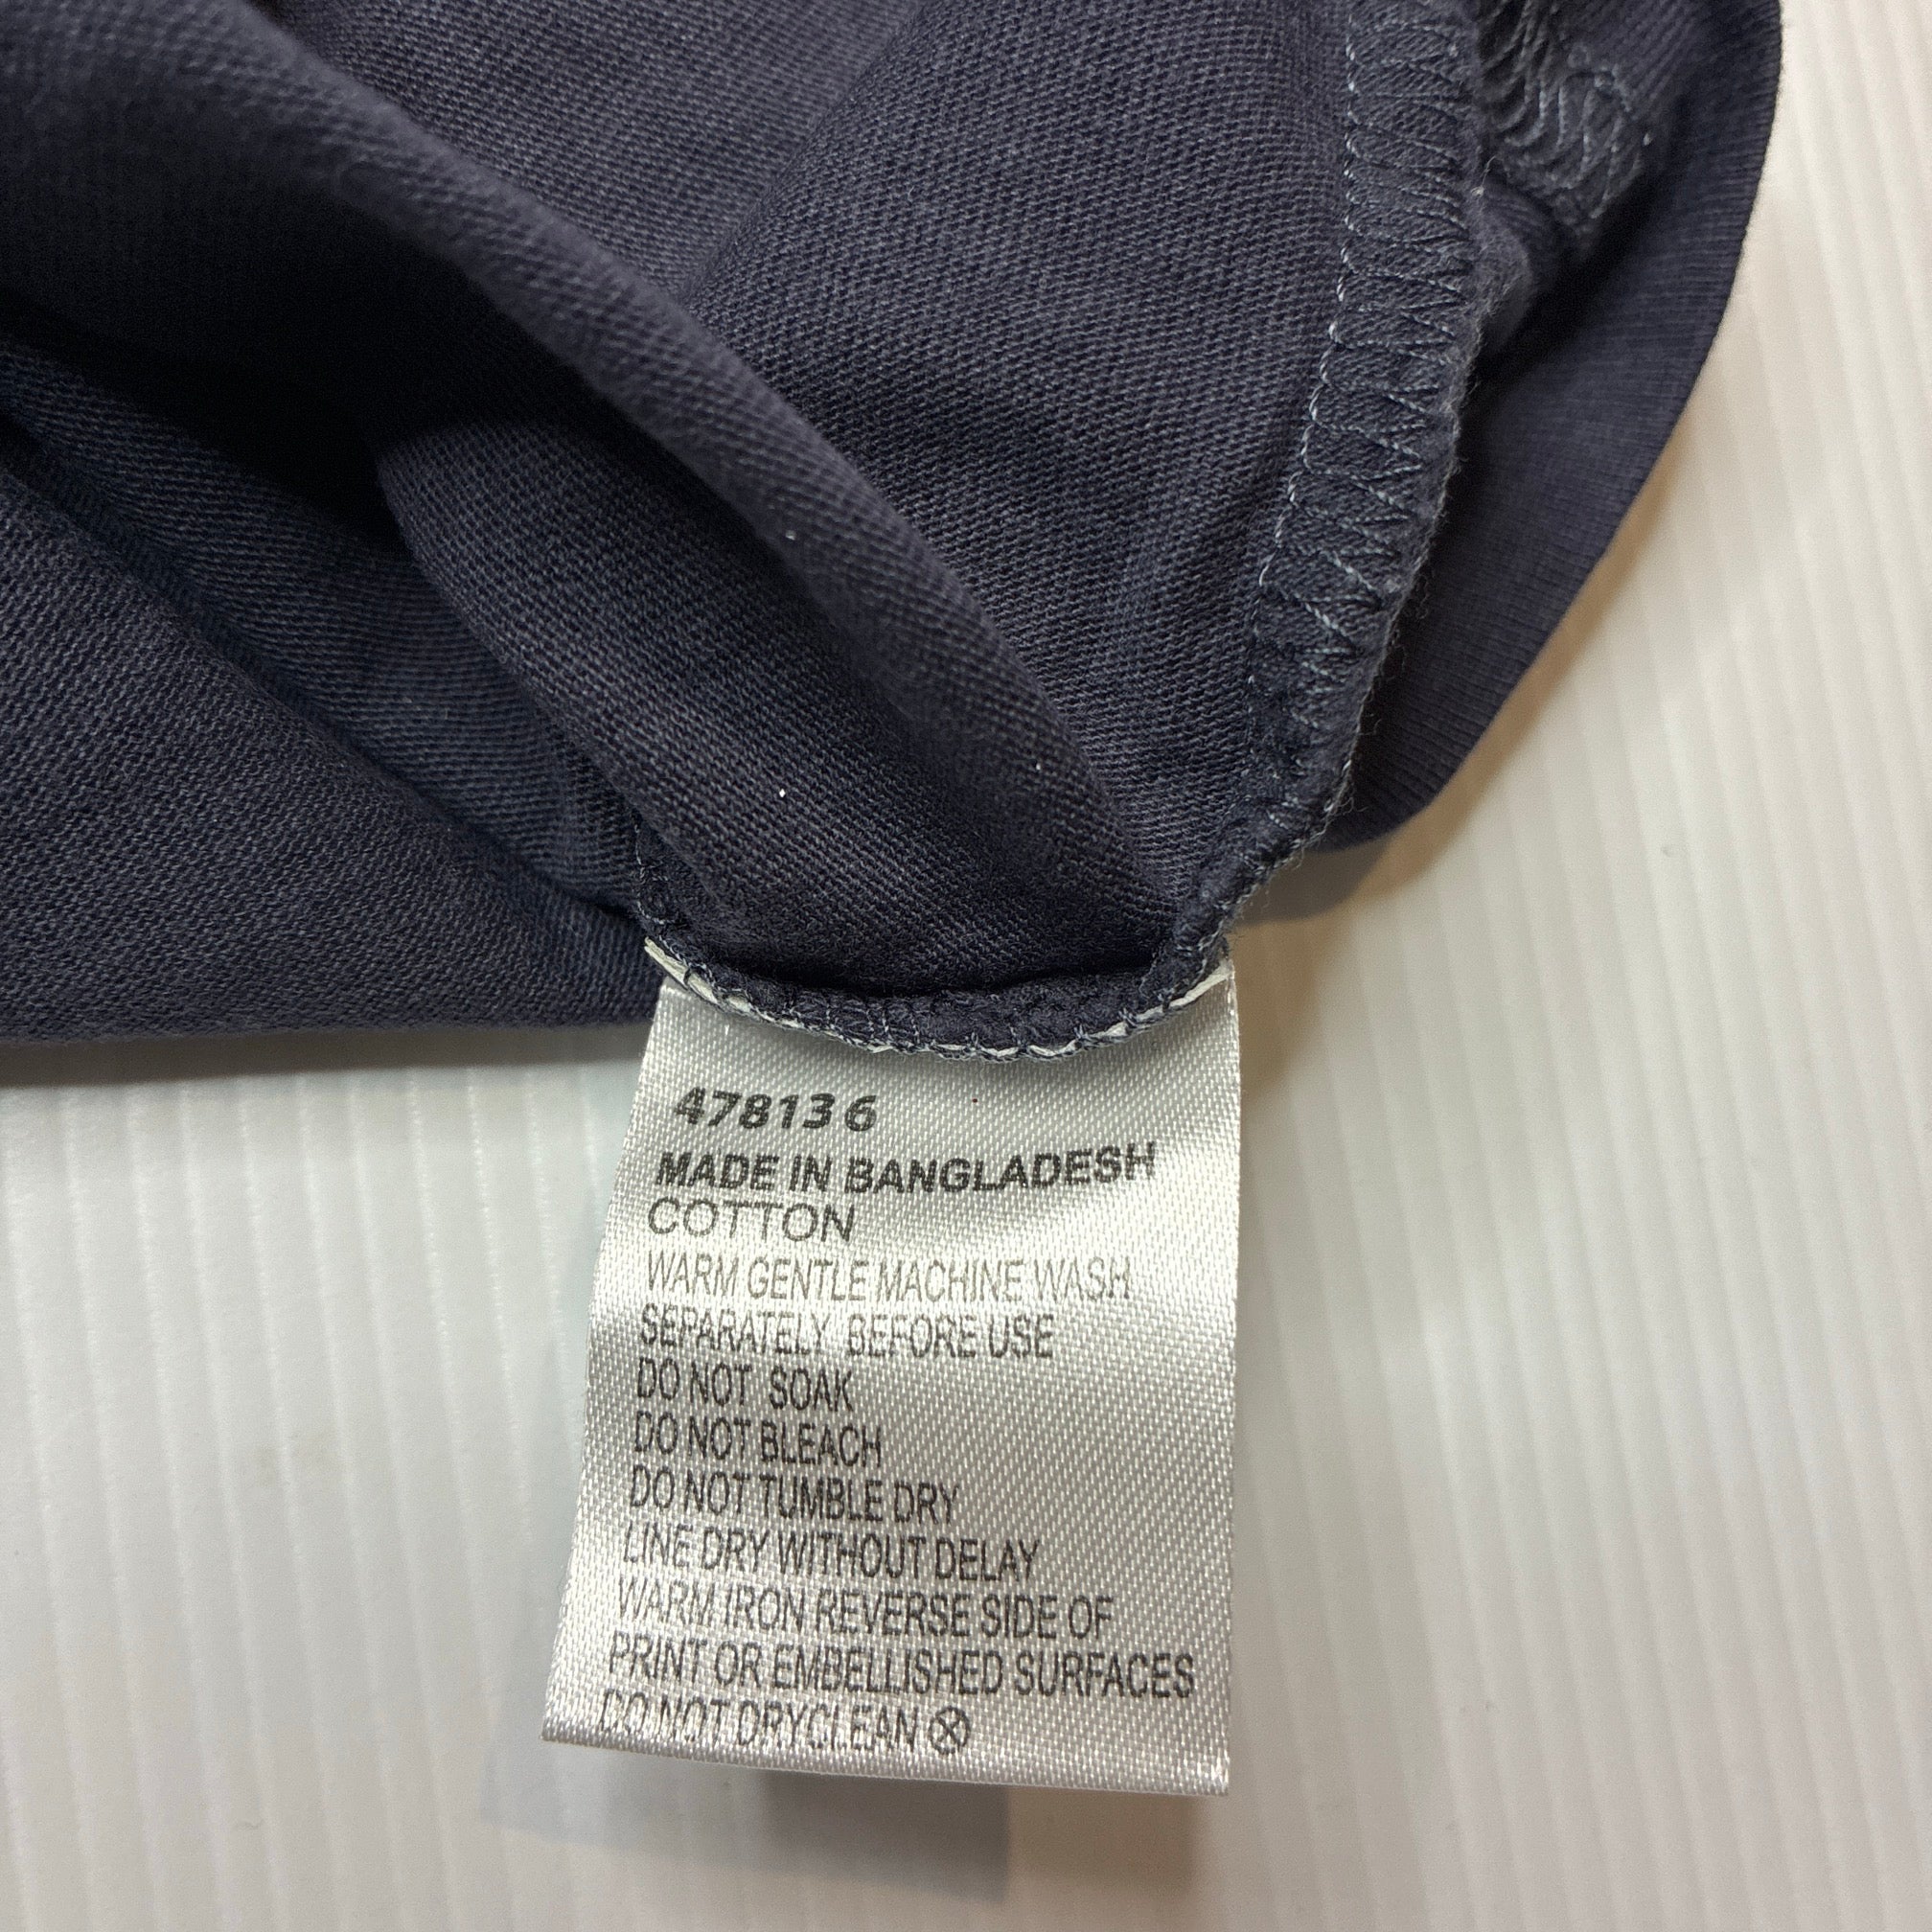 478136
MADE IN BANGLADESH
COTTON
WARM GENTLE MACHINE WASH
SEPARATELY BEFORE USE
DO NOT SOAK
DO NOT BLEACH
DO NOT TUMBLE DRY
LINE DRY WITHOUT DELAY
WARM IRON REVERSE SIDE OF
PRINT OR EMBELLISHED SURFACES
DO NOT DRYCLEAN